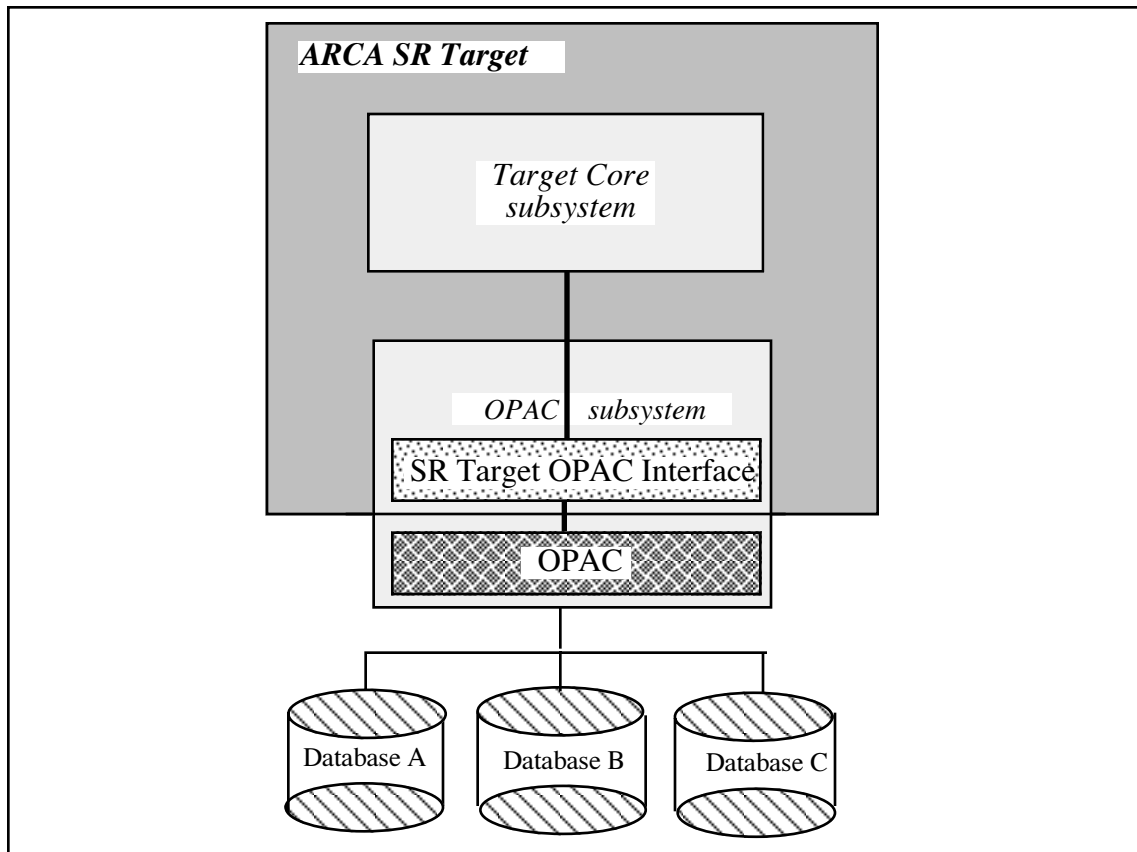 ARCA SR Target
Target Core
subsystem
OPAC subsystem
SR Target OPAC Interface
OPAC
Database A
Database B
Database C